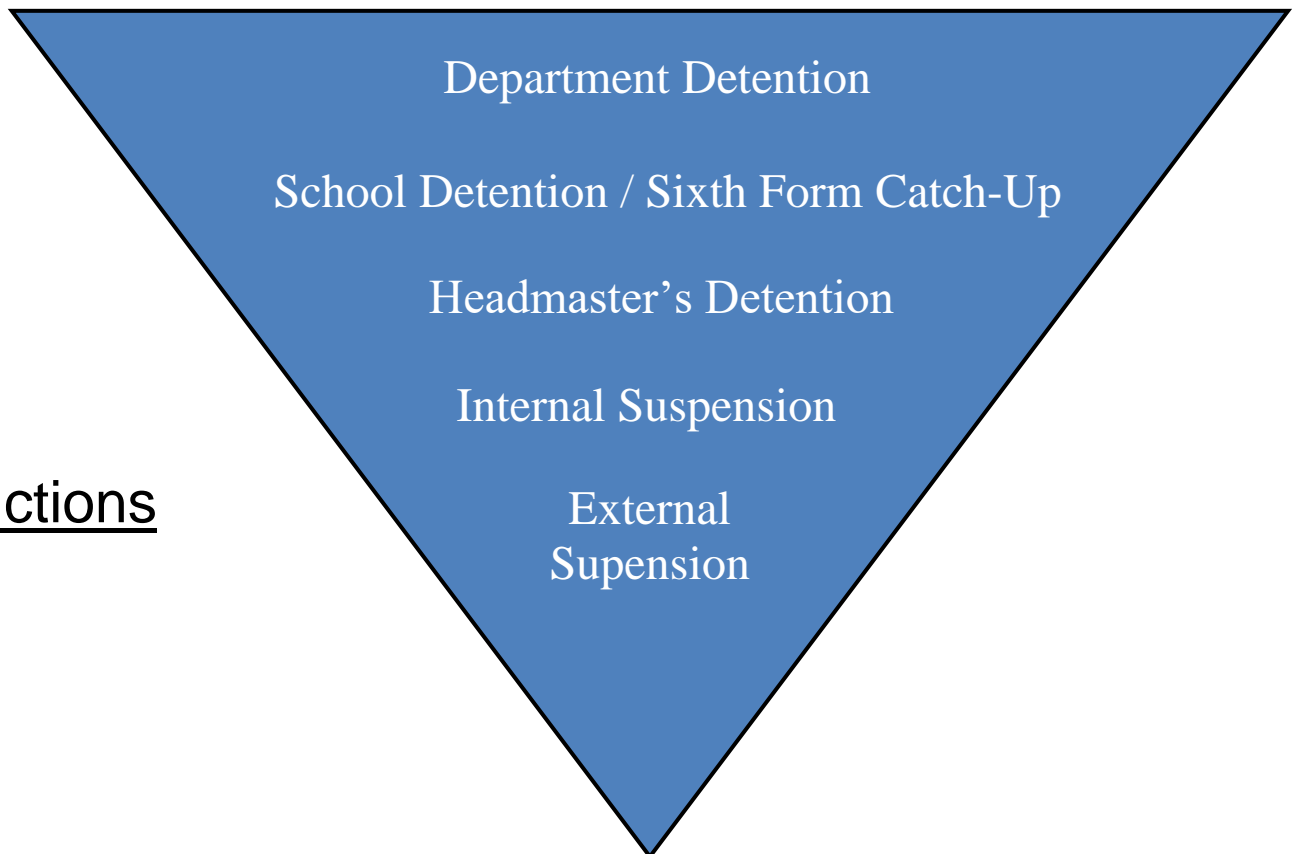 Department Detention
School Detention / Sixth Form Catch-Up
Headmaster’s Detention
Internal Suspension
ctions
External
Supension